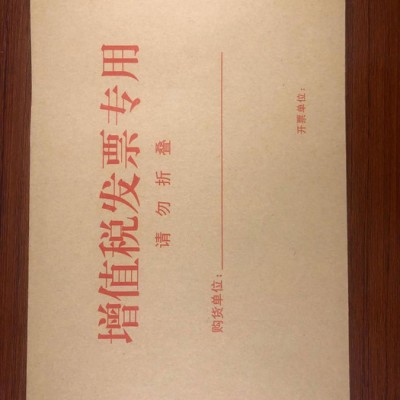 增值税发票专用
请勿折叠
购货单位：
开票单位：